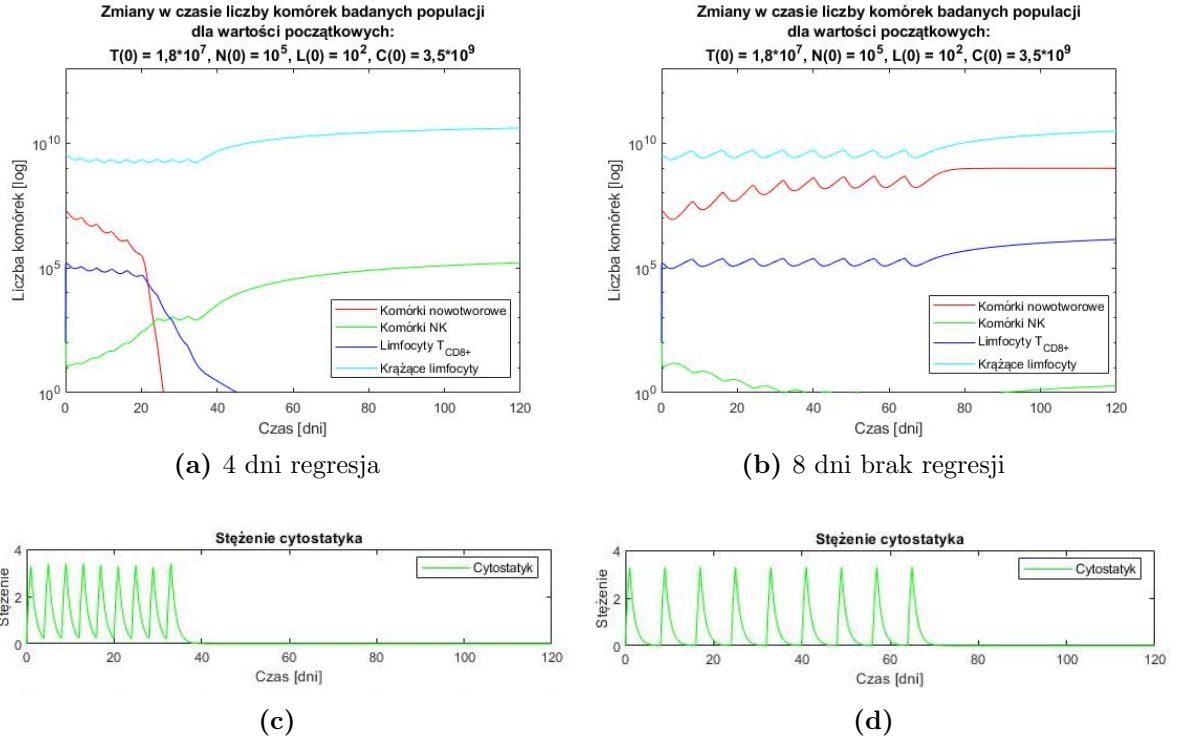 Zmiany w czasie liczby komórek badanych populacji
dla wartości początkowych:
T(0) = 1,8*10^7, N(0) = 10^5, L(0) = 10^2, C(0) = 3,5*10^9
Liczba komórek [log]
10^10
10^5
10^0
Komórki nowotworowe
Komórki NK
Limfocyty T_CD8+
Krążące limfocyty
0 20 40 60 80 100 120
Czas [dni]
(a) 4 dni regresja
Zmiany w czasie liczby komórek badanych populacji
dla wartości początkowych:
T(0) = 1,8*10^7, N(0) = 10^5, L(0) = 10^2, C(0) = 3,5*10^9
Liczba komórek [log]
10^10
10^5
10^0
Komórki nowotworowe
Komórki NK
Limfocyty T_CD8+
Krążące limfocyty
0 20 40 60 80 100 120
Czas [dni]
(b) 8 dni brak regresji
Stężenie cytostatyka
Stężenie
4
2
0
Cytostatyk
0 20 40 60 80 100 120
Czas [dni]
(c)
Stężenie cytostatyka
Stężenie
4
2
0
Cytostatyk
0 20 40 60 80 100 120
Czas [dni]
(d)